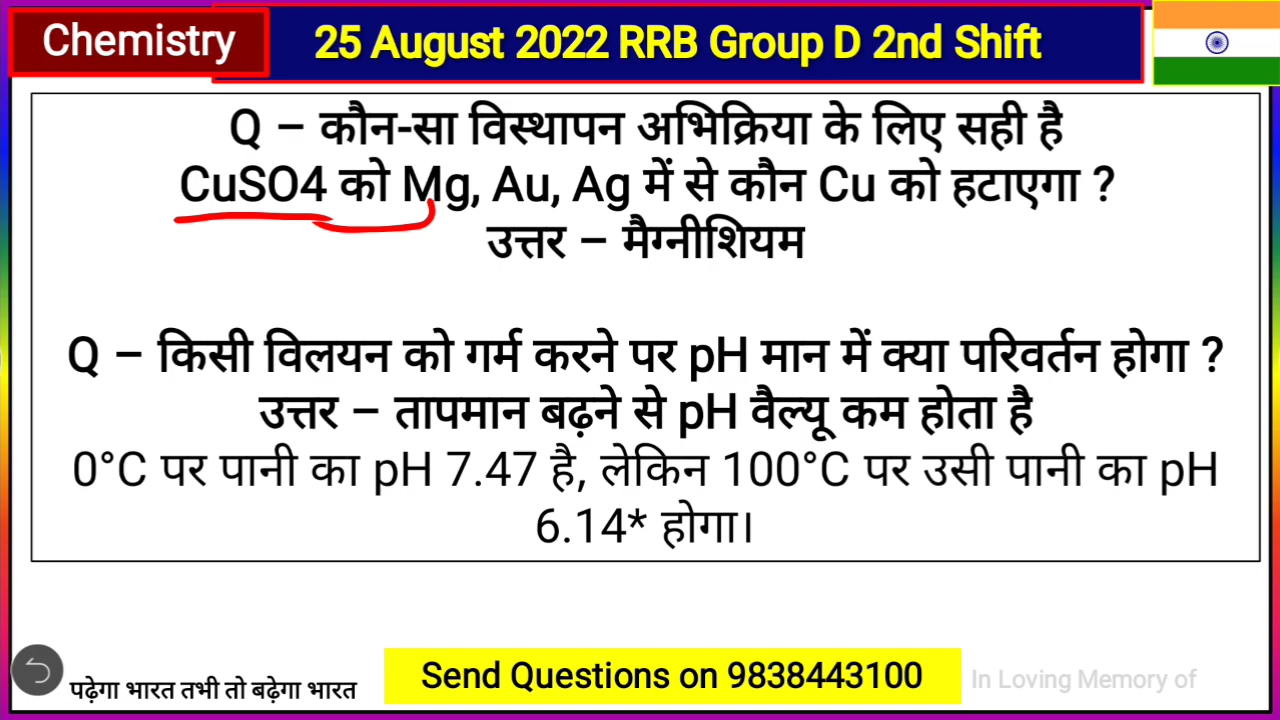 Chemistry
25 August 2022 RRB Group D 2nd Shift
Q – कौन-सा विस्थापन अभिक्रिया के लिए सही है
CuSO4 को Mg, Au, Ag में से कौन Cu को हटाएगा ?
उत्तर – मैग्नीशियम
Q – किसी विलयन को गर्म करने पर pH मान में क्या परिवर्तन होगा ?
उत्तर – तापमान बढ़ने से pH वैल्यू कम होता है
0°C पर पानी का pH 7.47 है, लेकिन 100°C पर उसी पानी का pH
6.14* होगा।
पढ़ेगा भारत तभी तो बढ़ेगा भारत
Send Questions on 9838443100
In Loving Memory of